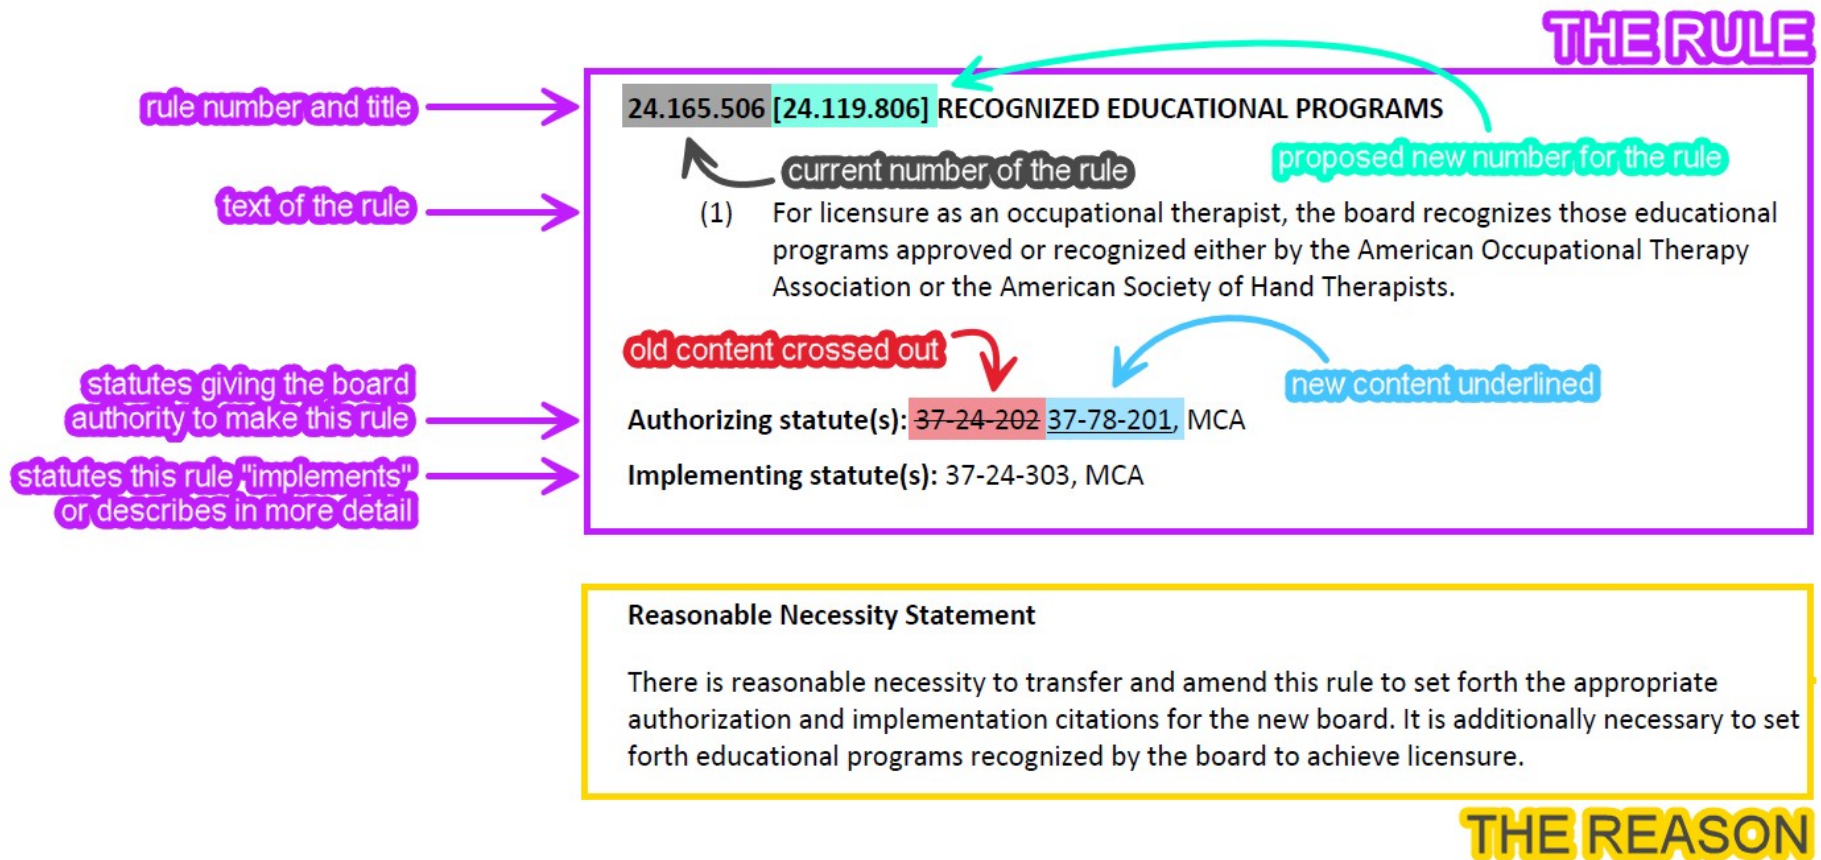 THE RULE
rule number and title
24.165.506 [24.119.806] RECOGNIZED EDUCATIONAL PROGRAMS
current number of the rule
proposed new number for the rule
text of the rule
(1) For licensure as an occupational therapist, the board recognizes those educational
programs approved or recognized either by the American Occupational Therapy
Association or the American Society of Hand Therapists.
old content crossed out
new content underlined
statutes giving the board
authority to make this rule
Authorizing statute(s): 37-24-202 37-78-201, MCA
statutes this rule "implements"
or describes in more detail
Implementing statute(s): 37-24-303, MCA
Reasonable Necessity Statement
There is reasonable necessity to transfer and amend this rule to set forth the appropriate
authorization and implementation citations for the new board. It is additionally necessary to set
forth educational programs recognized by the board to achieve licensure.
THE REASON